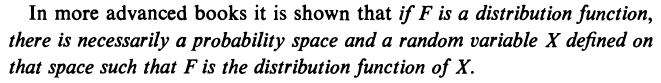 In more advanced books it is shown that if F is a distribution function,
there is necessarily a probability space and a random variable X defined on
that space such that F is the distribution function of X.